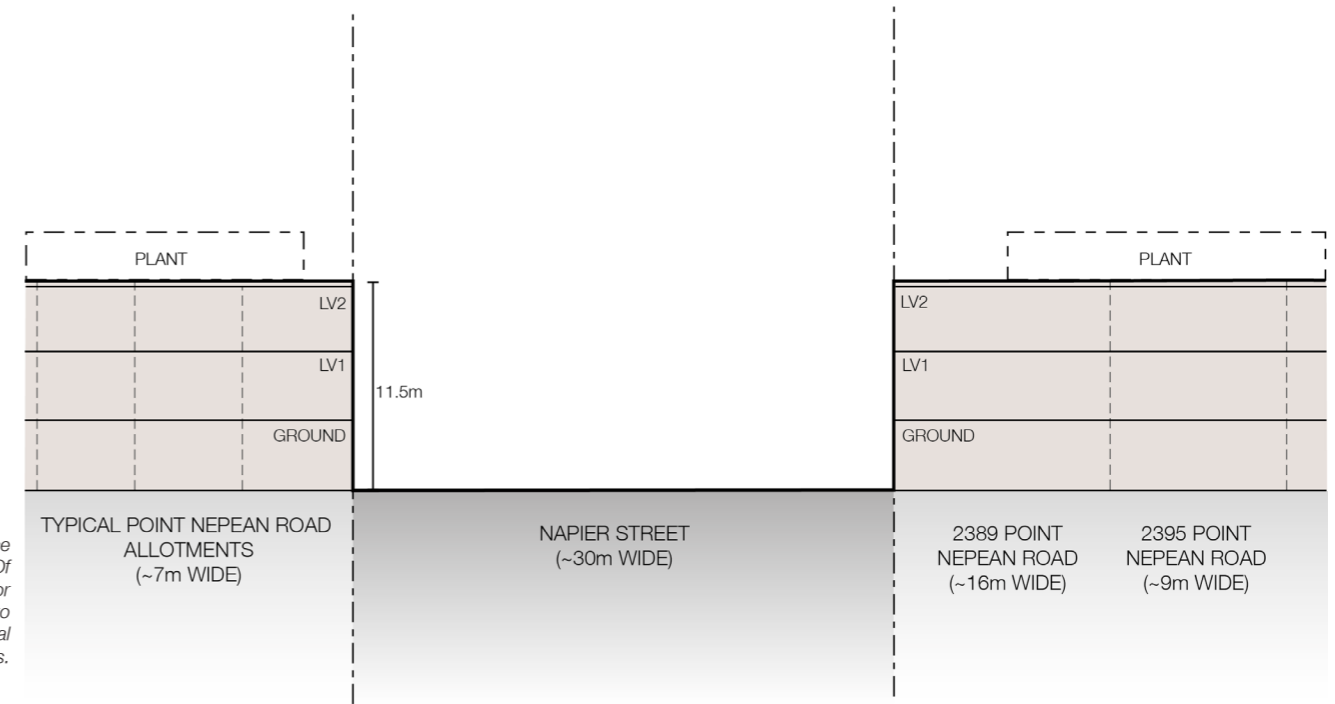 PLANT
PLANT
LV2
LV2
LV1
LV1
11.5m
GROUND
GROUND
TYPICAL POINT NEPEAN ROAD
ALLOTMENTS
(~7m WIDE)
NAPIER STREET
(~30m WIDE)
2389 POINT
NEPEAN ROAD
(~16m WIDE)
2395 POINT
NEPEAN ROAD
(~9m WIDE)